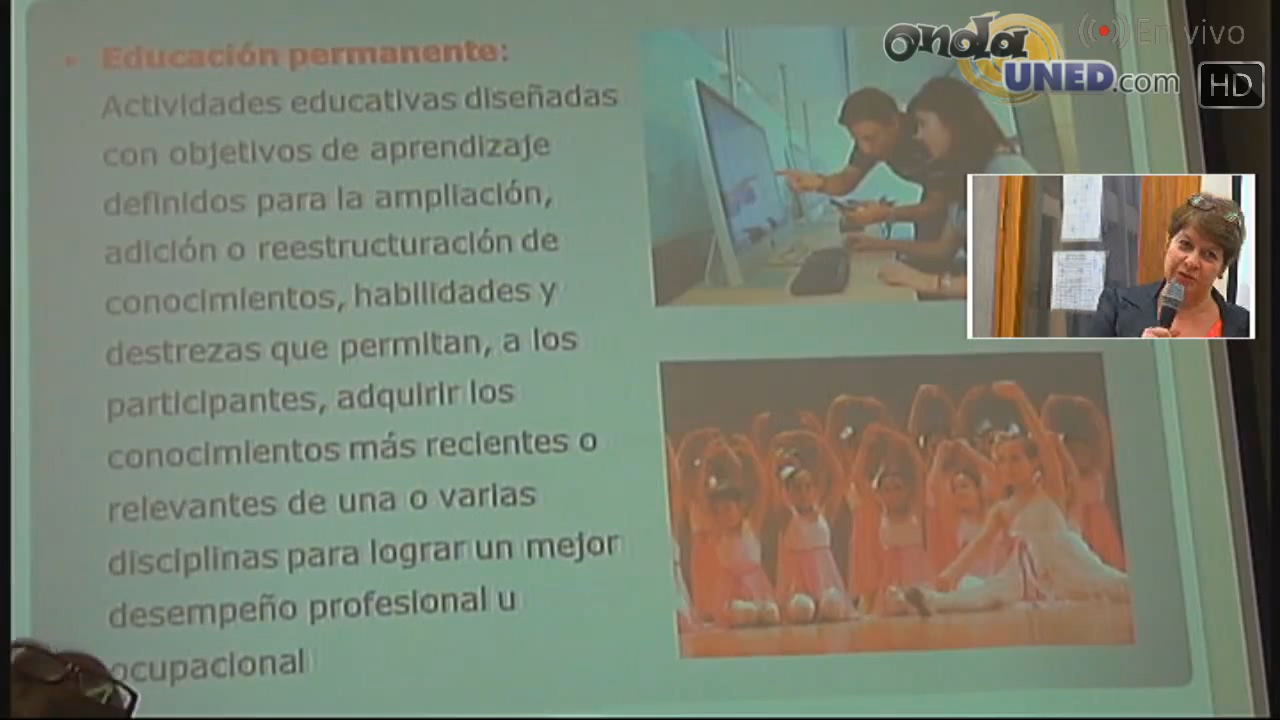 Educación permanente:
Actividades educativas diseñadas
con objetivos de aprendizaje
definidos para la ampliación,
adición o reestructuración de
conocimientos, habilidades y
destrezas que permitan, a los
participantes, adquirir los
conocimientos más recientes o
relevantes de una o varias
disciplinas para lograr un mejor
desempeño profesional u
ocupacional
onda
UNED.com
En vivo
HD